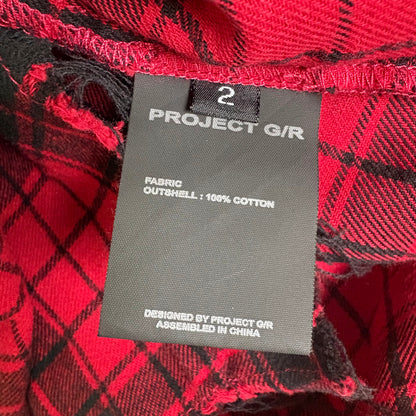 2
PROJECT G/R
FABRIC
OUTSHELL : 100% COTTON
DESIGNED BY PROJECT G/R
ASSEMBLED IN CHINA